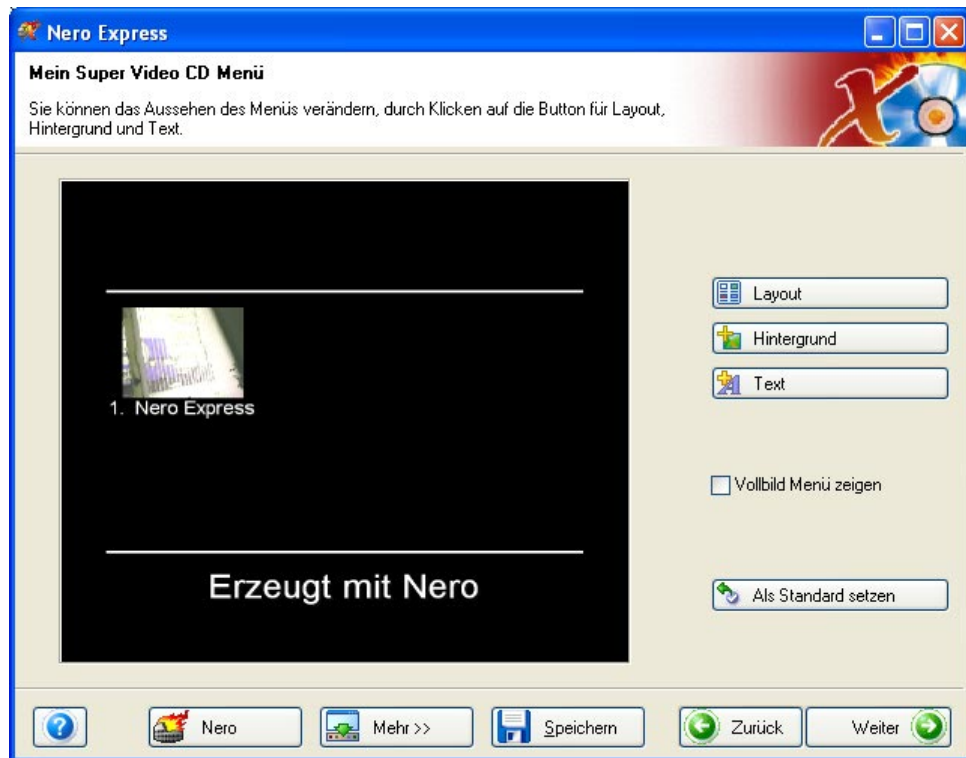 Nero Express
Mein Super Video CD Menü
Sie können das Aussehen des Menüs verändern, durch Klicken auf die Button für Layout,
Hintergrund und Text.
1. Nero Express
Erzeugt mit Nero
Layout
Hintergrund
Text
Vollbild Menü zeigen
Als Standard setzen
Nero
Mehr >>
Speichern
Zurück
Weiter